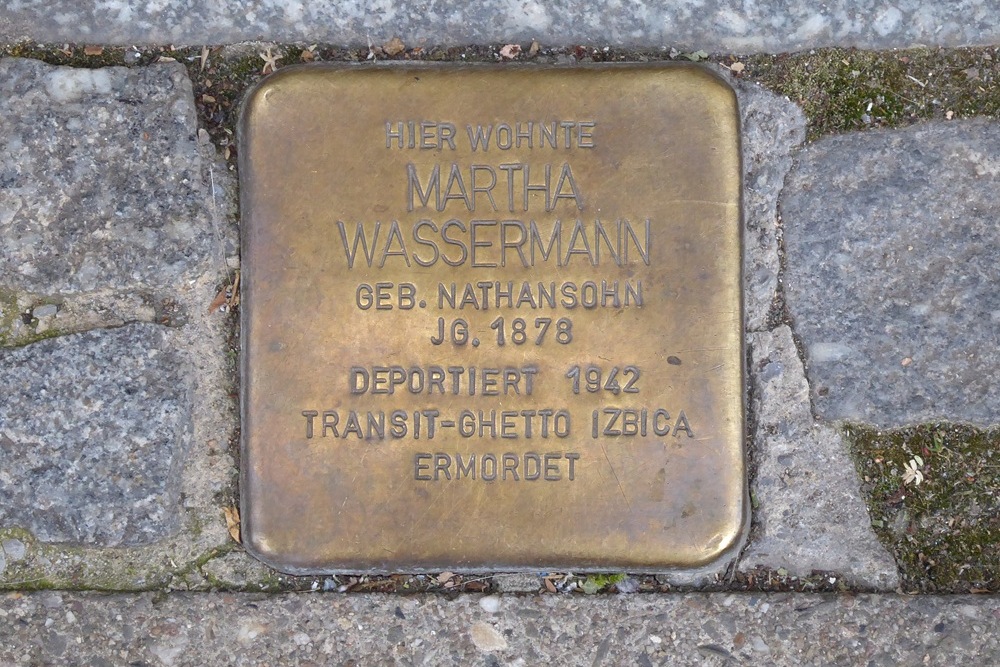 HIER WOHNTE
MARTHA
WASSERMANN
GEB. NATHANSOHN
JG. 1878
DEPORTIERT 1942
TRANSIT-GHETTO IZBICA
ERMORDET